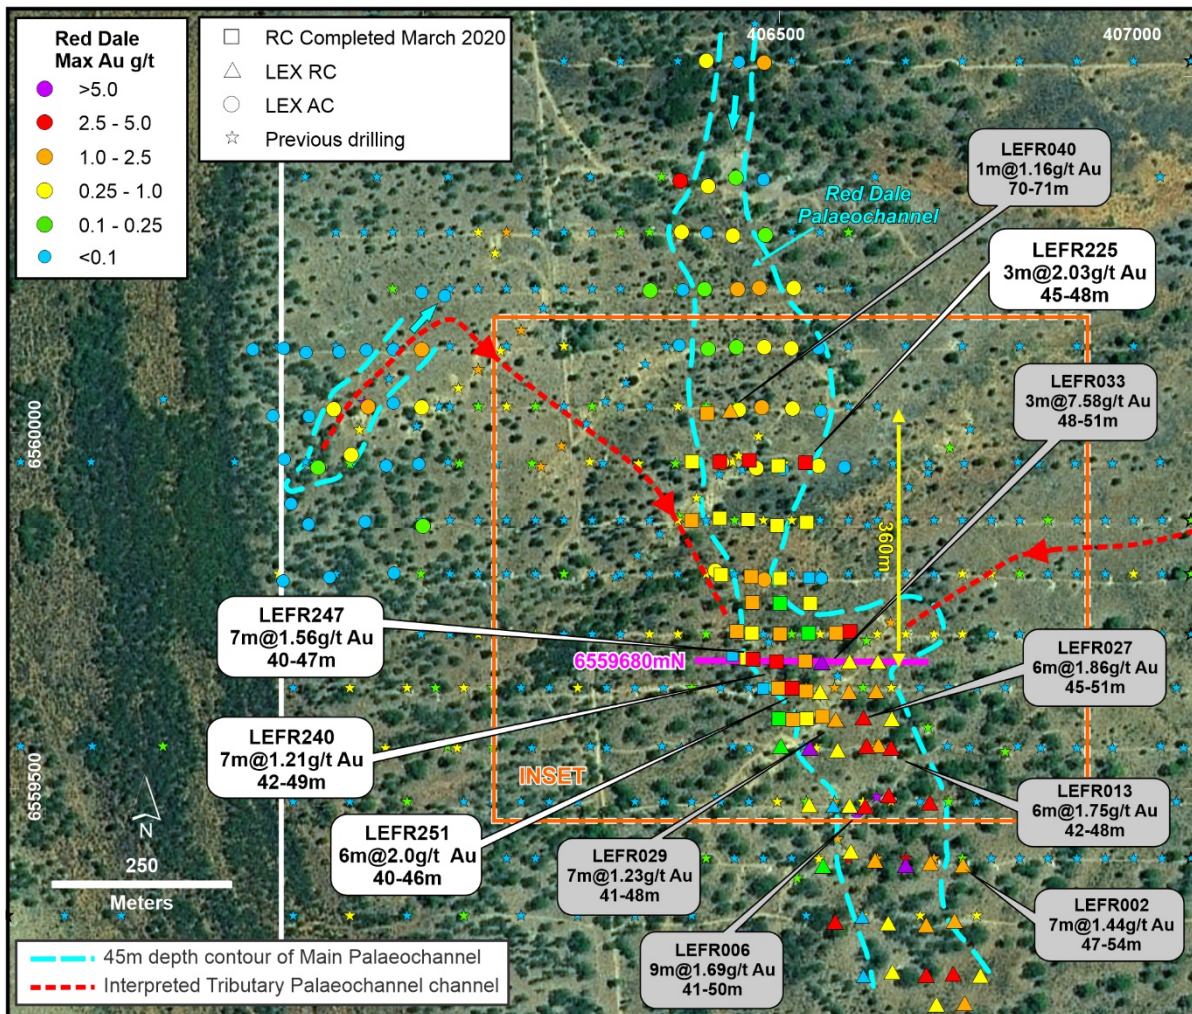 Red Dale
Max Au g/t
>5.0
2.5 - 5.0
1.0 - 2.5
0.25 - 1.0
0.1 - 0.25
<0.1
RC Completed March 2020
LEX RC
LEX AC
Previous drilling
406500
407000
LEFR040
1m@1.16g/t Au
70-71m
Red Dale
Palaeochannel
LEFR225
3m@2.03g/t Au
45-48m
LEFR033
3m@7.58g/t Au
48-51m
6560000
360m
LEFR247
7m@1.56g/t Au
40-47m
6559680mN
LEFR027
6m@1.86g/t Au
45-51m
LEFR240
7m@1.21g/t Au
42-49m
INSET
6559500
N
LEFR013
6m@1.75g/t Au
42-48m
LEFR251
6m@2.0g/t Au
40-46m
LEFR029
7m@1.23g/t Au
41-48m
250
Meters
LEFR002
7m@1.44g/t Au
47-54m
LEFR006
9m@1.69g/t Au
41-50m
45m depth contour of Main Palaeochannel
Interpreted Tributary Palaeochannel channel